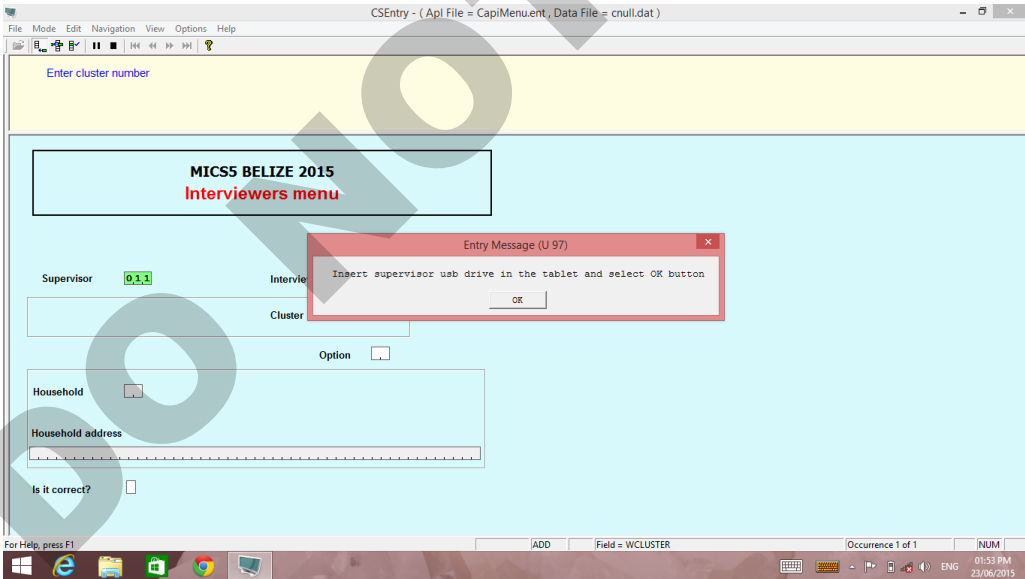 CSEntry - ( Apl File = CapiMenu.ent , Data File = cnull.dat )
File Mode Edit Navigation View Options Help
Enter cluster number
MICS5 BELIZE 2015
Interviewers menu
Entry Message (U 97)
Insert supervisor usb drive in the tablet and select OK button
OK
Supervisor 0 1 1 Intervie
Cluster
Option
Household
Household address
Is it correct?
For Help, press F1 ADD Field = WCLUSTER Occurrence 1 of 1 NUM
ENG 01:53 PM
23/06/2015
DO NO